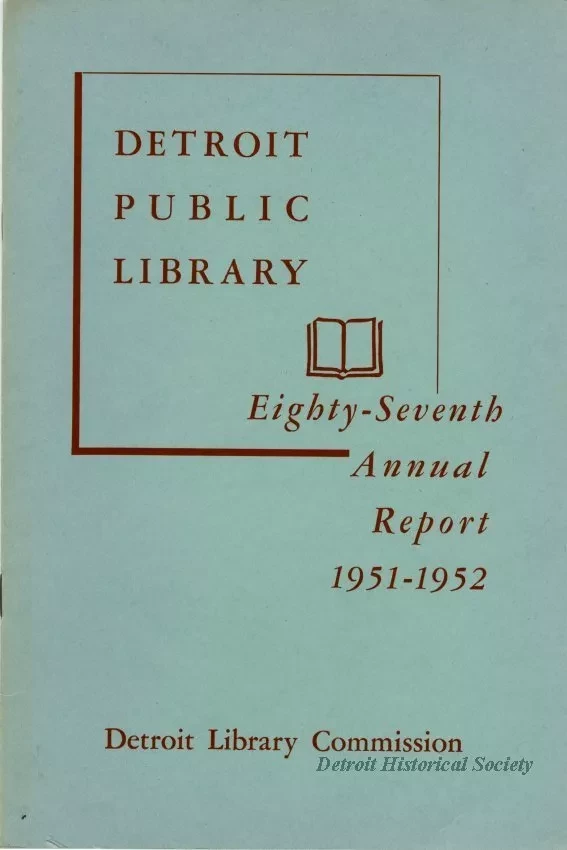 DETROIT
PUBLIC
LIBRARY
Eighty-Seventh
Annual
Report
1951-1952
Detroit Library Commission
Detroit Historical Society